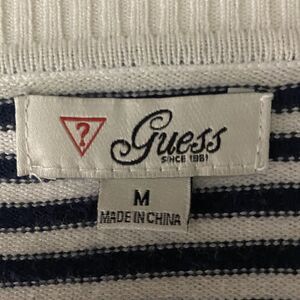 ?
Guess
SINCE 1981
M
MADE IN CHINA